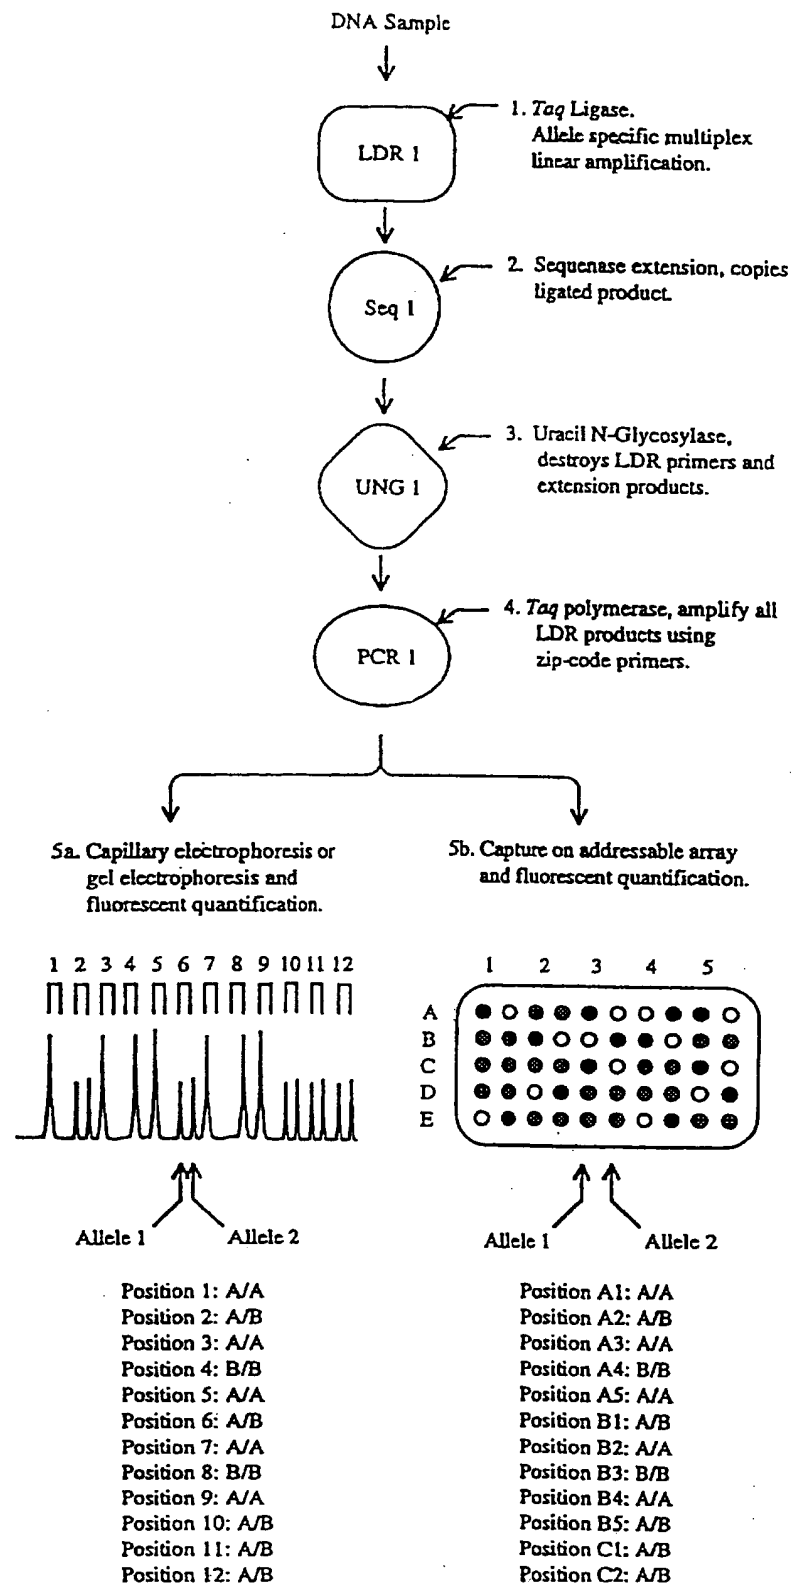 DNA Sample
LDR 1
1. Taq Ligase.
Allele specific multiplex
linear amplification.
Seq 1
2. Sequenase extension, copies
ligated product.
UNG 1
3. Uracil N-Glycosylase,
destroys LDR primers and
extension products.
PCR 1
4. Taq polymerase, amplify all
LDR products using
zip-code primers.
5a. Capillary electrophoresis or
gel electrophoresis and
fluorescent quantification.
1 2 3 4 5 6 7 8 9 10 11 12
Allele 1
Allele 2
Position 1: A/A
Position 2: A/B
Position 3: A/A
Position 4: B/B
Position 5: A/A
Position 6: A/B
Position 7: A/A
Position 8: B/B
Position 9: A/A
Position 10: A/B
Position 11: A/B
Position 12: A/B
5b. Capture on addressable array
and fluorescent quantification.
1 2 3 4 5
A
B
C
D
E
Allele 1
Allele 2
Position A1: A/A
Position A2: A/B
Position A3: A/A
Position A4: B/B
Position A5: A/A
Position B1: A/B
Position B2: A/A
Position B3: B/B
Position B4: A/A
Position B5: A/B
Position C1: A/B
Position C2: A/B